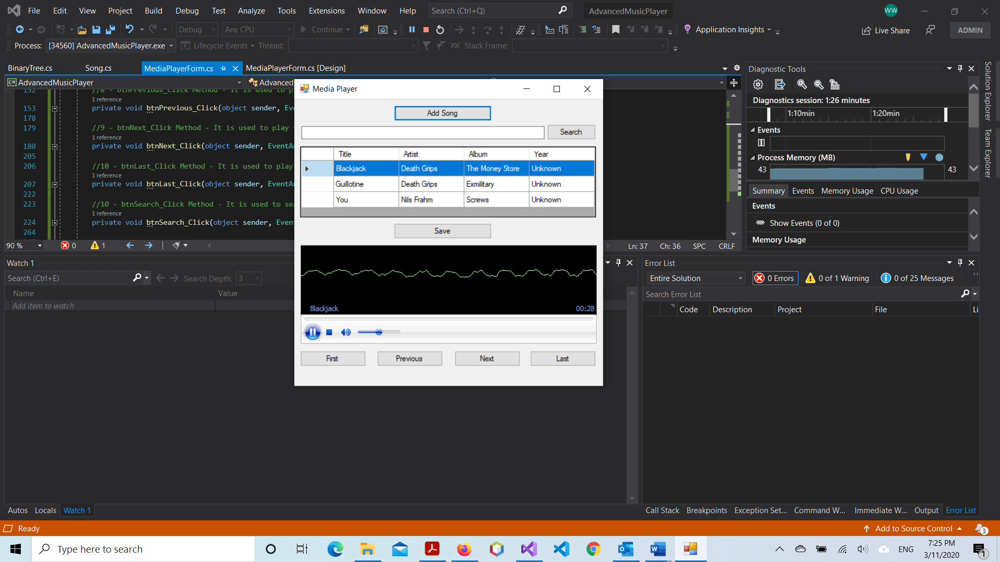 File Edit View Project Build Debug Test Analyze Tools Extensions Window Help Search (Ctrl+Q) AdvancedMusicPlayer WW
Debug Any CPU Continue Application Insights Live Share ADMIN
Process: [34560] AdvancedMusicPlayer.exe Lifecycle Events Thread: Stack Frame:
BinaryTree.cs Song.cs MediaPlayerForm.cs MediaPlayerForm.cs [Design]
C# AdvancedMusicPlayer Advanced
152 //8 - btnPrevious_Click Method - It is used to p
1 reference
153 private void btnPrevious_Click(object sender, Eve
178
179 //9 - btnNext_Click Method - It is used to play
1 reference
180 private void btnNext_Click(object sender, EventAr
205
206 //10 - btnLast_Click Method - It is used to play
1 reference
207 private void btnLast_Click(object sender, EventAr
222
223 //10 - btnSearch_Click Method - It is used to sea
1 reference
224 private void btnSearch_Click(object sender, Event
264
90 % 0 1 Ln: 37 Ch: 36 SPC CRLF
Media Player
Add Song
Search
Title Artist Album Year
Blackjack Death Grips The Money Store Unknown
Guillotine Death Grips Exmilitary Unknown
You Nils Frahm Screws Unknown
Save
Blackjack 00:28
First Previous Next Last
Diagnostic Tools
Diagnostics session: 1:26 minutes
1:10min 1:20min
Events
Process Memory (MB)
43 43
Summary Events Memory Usage CPU Usage
Events
Show Events (0 of 0)
Memory Usage
Solution Explorer
Team Explorer
Watch 1
Search (Ctrl+E) Search Depth: 3
Name Value
Add item to watch
Autos Locals Watch 1
Error List
Entire Solution 0 Errors 0 of 1 Warning 0 of 25 Messages
Search Error List
Code Description Project File Li
Call Stack Breakpoints Exception Set... Command W... Immediate W... Output Error List
Ready Add to Source Control 3
Type here to search ENG 7:25 PM
3/11/2020 1